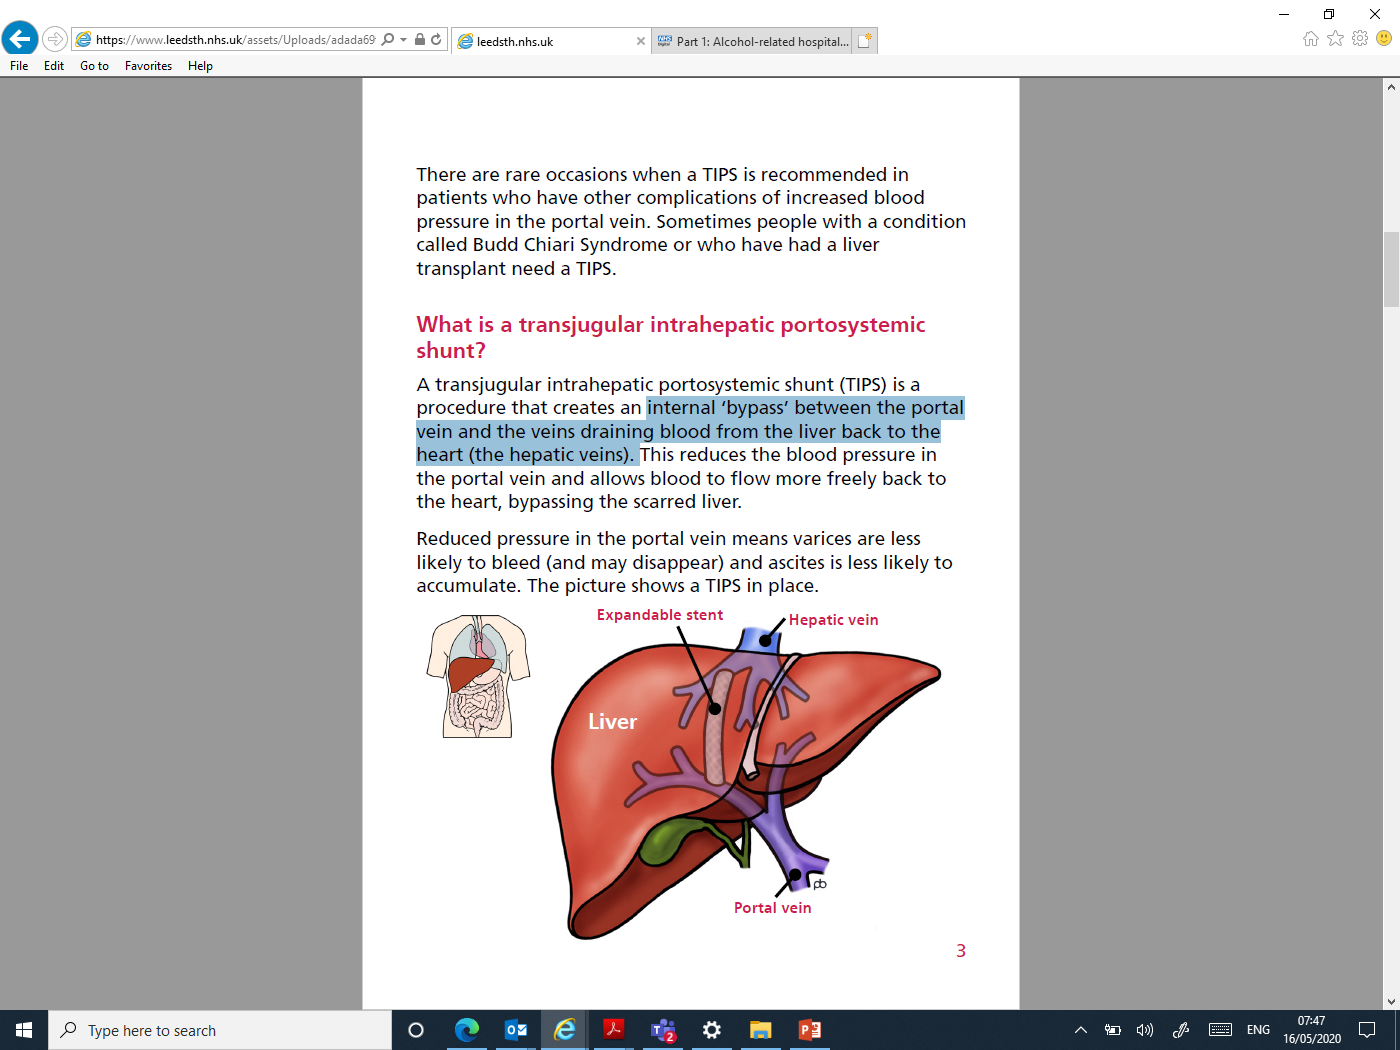 https://www.leedsth.nhs.uk/assets/Uploads/adada69
leedsth.nhs.uk
NHS Digital
Part 1: Alcohol-related hospital...
File Edit Go to Favorites Help
There are rare occasions when a TIPS is recommended in
patients who have other complications of increased blood
pressure in the portal vein. Sometimes people with a condition
called Budd Chiari Syndrome or who have had a liver
transplant need a TIPS.
What is a transjugular intrahepatic portosystemic
shunt?
A transjugular intrahepatic portosystemic shunt (TIPS) is a
procedure that creates an internal ‘bypass’ between the portal
vein and the veins draining blood from the liver back to the
heart (the hepatic veins). This reduces the blood pressure in
the portal vein and allows blood to flow more freely back to
the heart, bypassing the scarred liver.
Reduced pressure in the portal vein means varices are less
likely to bleed (and may disappear) and ascites is less likely to
accumulate. The picture shows a TIPS in place.
Expandable stent
Hepatic vein
Liver
pb
Portal vein
3
Type here to search
2
ENG
07:47
16/05/2020